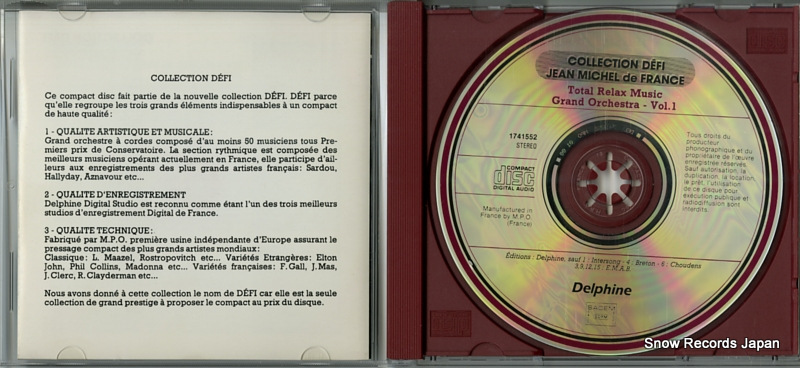 COLLECTION DÉFI
Ce compact disc fait partie de la nouvelle collection DÉFI. DÉFI parce
qu'elle regroupe les trois grands éléments indispensables à un compact
de haute qualité :
1 - QUALITE ARTISTIQUE ET MUSICALE :
Grand orchestre à cordes composé d'au moins 50 musiciens tous Pre-
miers prix de Conservatoire. La section rythmique est composée des
meilleurs musiciens opérant actuellement en France, elle participe d'ail-
leurs aux enregistrements des plus grands artistes français : Sardou,
Hallyday, Aznavour etc...
2 - QUALITE D'ENREGISTREMENT
Delphine Digital Studio est reconnu comme étant l'un des trois meilleurs
studios d'enregistrement Digital de France.
3 - QUALITE TECHNIQUE :
Fabriqué par M.P.O. première usine indépendante d'Europe assurant le
pressage compact des plus grands artistes mondiaux :
Classique : L. Maazel, Rostropovitch etc... Variétés Etrangères : Elton
John, Phil Collins, Madonna etc... Variétés françaises : F. Gall, J. Mas,
J. Clerc, R. Clayderman etc...
Nous avons donné à cette collection le nom de DÉFI car elle est la seule
collection de grand prestige à proposer le compact au prix du disque.
COLLECTION DÉFI
JEAN MICHEL de FRANCE
Total Relax Music
Grand Orchestra - Vol. 1
1741552
STEREO
COMPACT
disc
DIGITAL AUDIO
Manufactured in
France by M.P.O.
(France)
Tous droits du
producteur
phonographique et du
propriétaire de l'œuvre
enregistrée réservés.
Sauf autorisation, la
duplication, la location,
le prêt, l'utilisation
de ce disque pour
exécution publique et
radiodiffusion sont
interdits.
Éditions : Delphine, sauf 1 : Intersong - 4 : Breton - 6 : Choudens
3, 9, 12, 15 : E.M.A.R.
Delphine
SACEM
Snow Records Japan